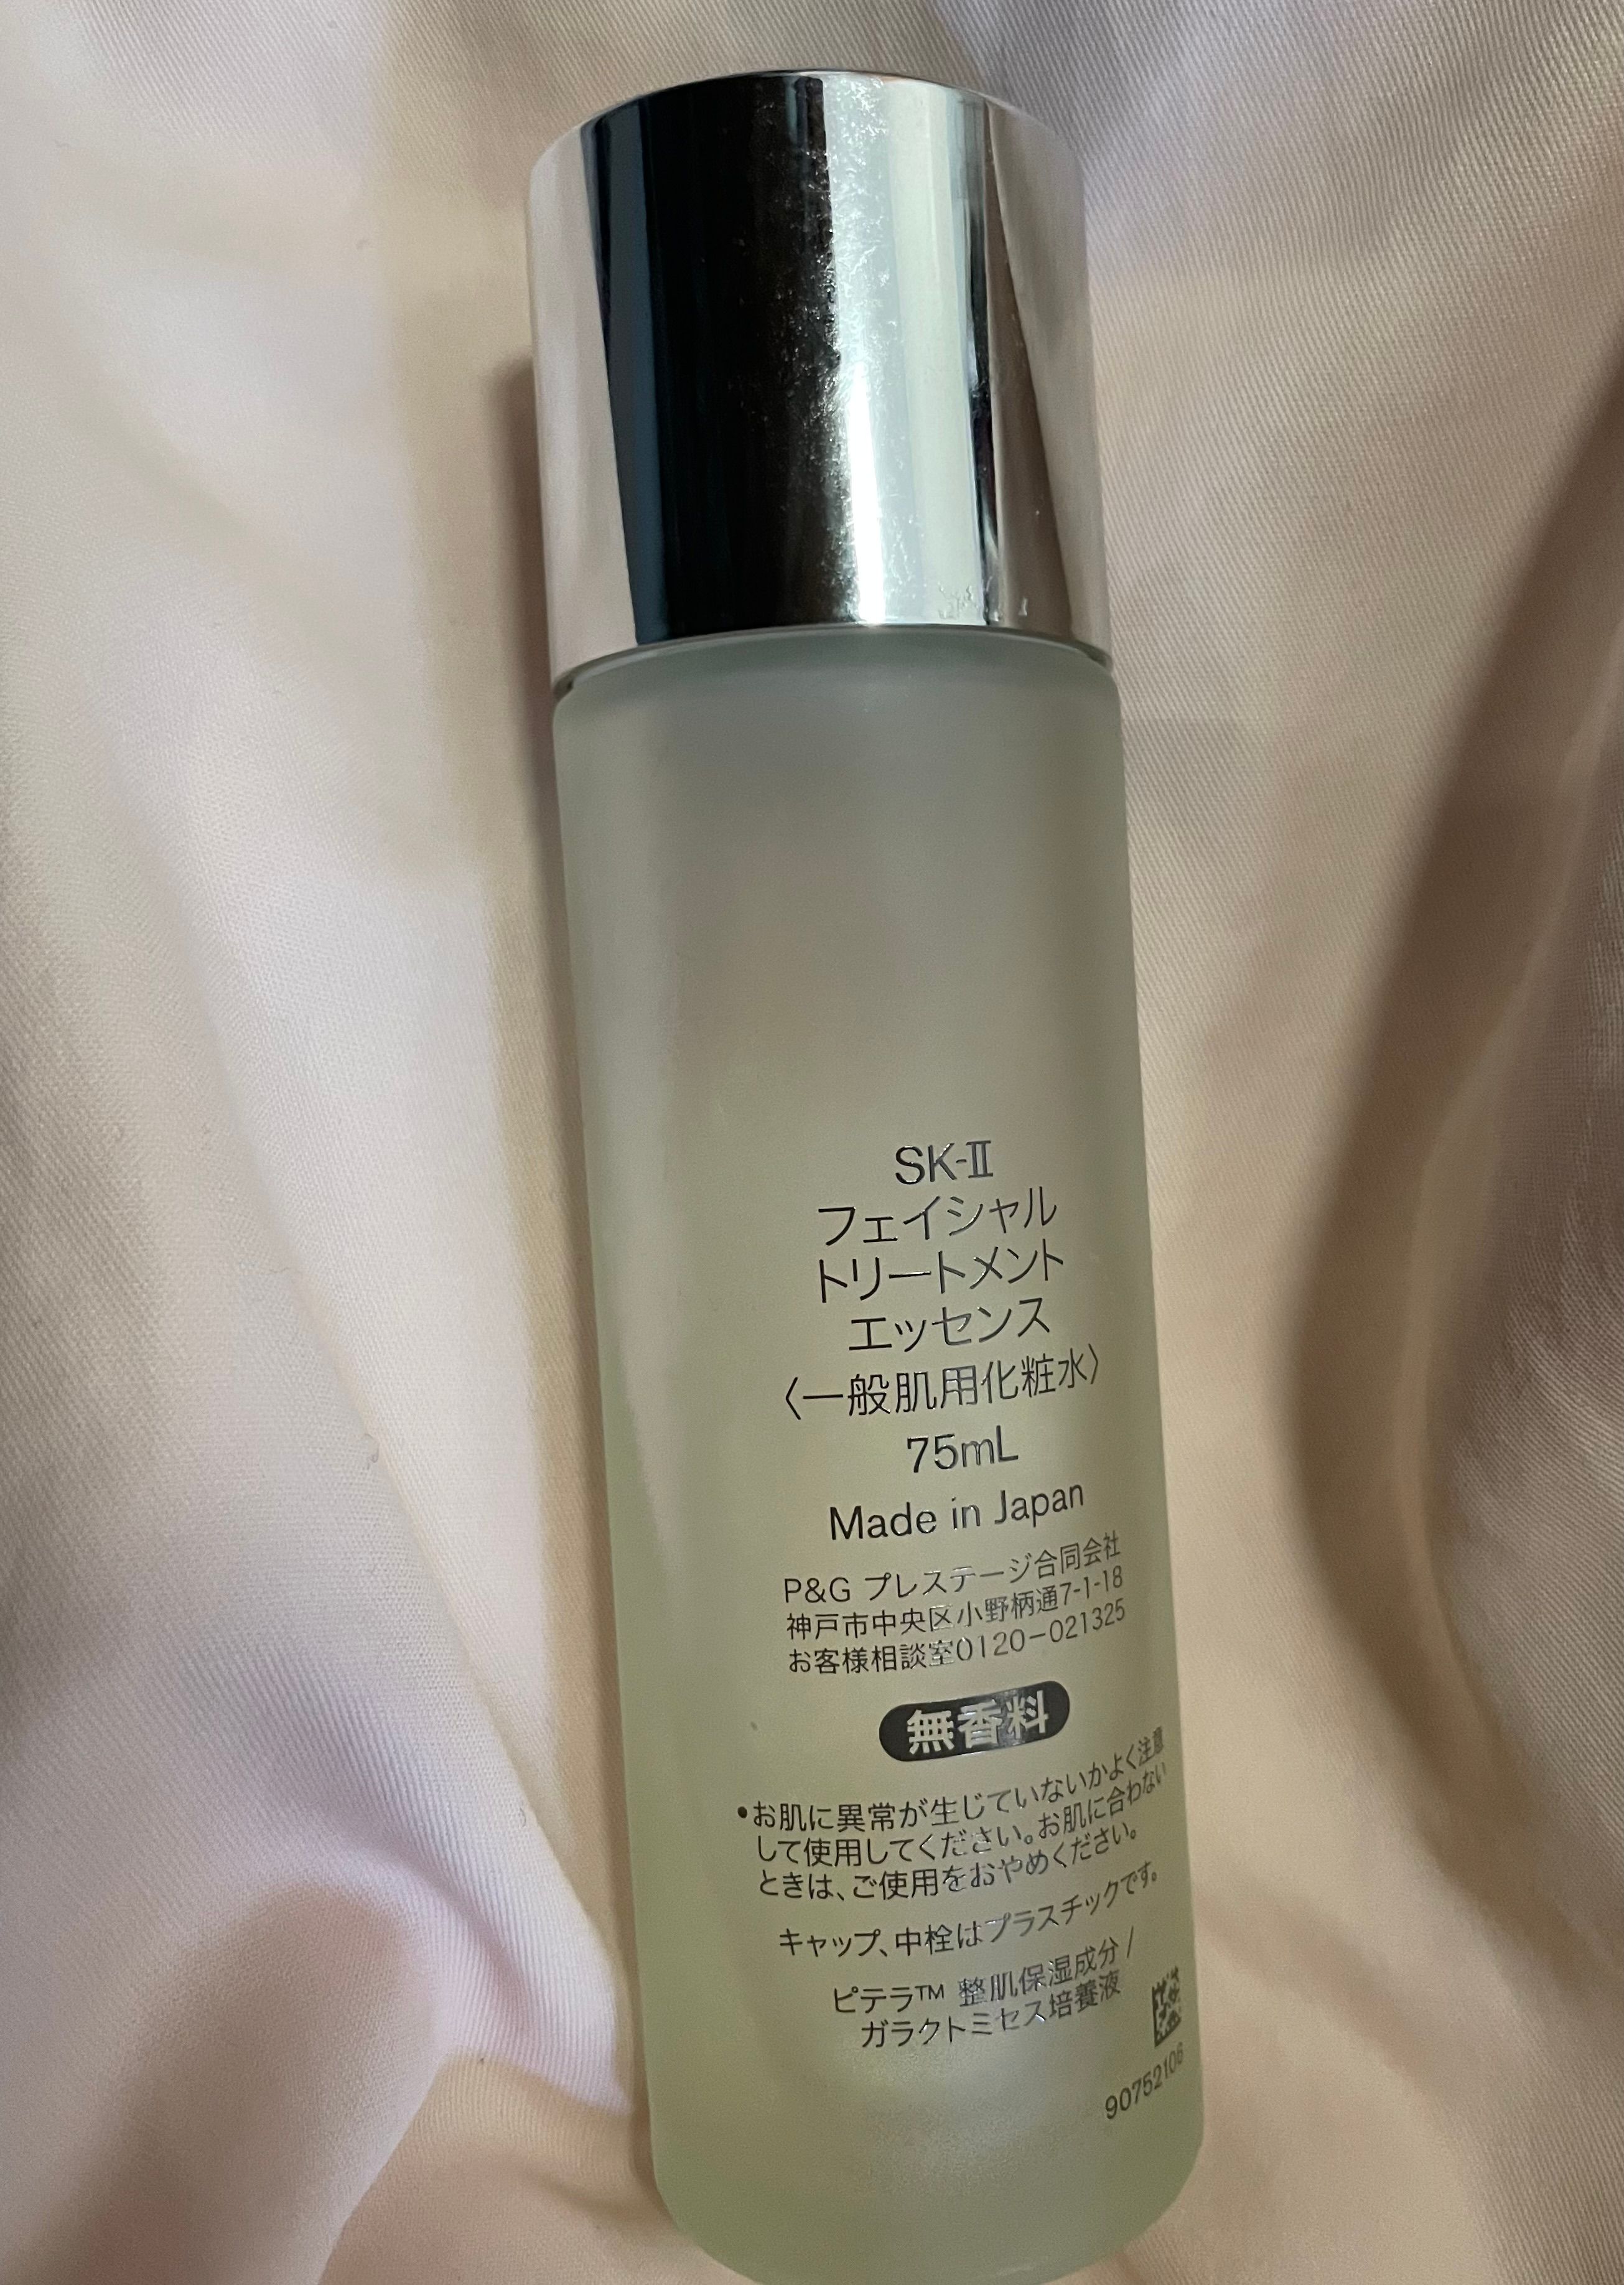 SK-Ⅱ
フェイシャル
トリートメント
エッセンス
〈一般肌用化粧水〉
75mL
Made in Japan
P&G プレステージ合同会社
神戸市中央区小野柄通7-1-18
お客様相談室0120-021325
無香料
•お肌に異常が生じていないかよく注意
して使用してください。お肌に合わない
ときは、ご使用をおやめください。
キャップ、中栓はプラスチックです。
ピテラ™ 整肌保湿成分/
ガラクトミセス培養液
90752106